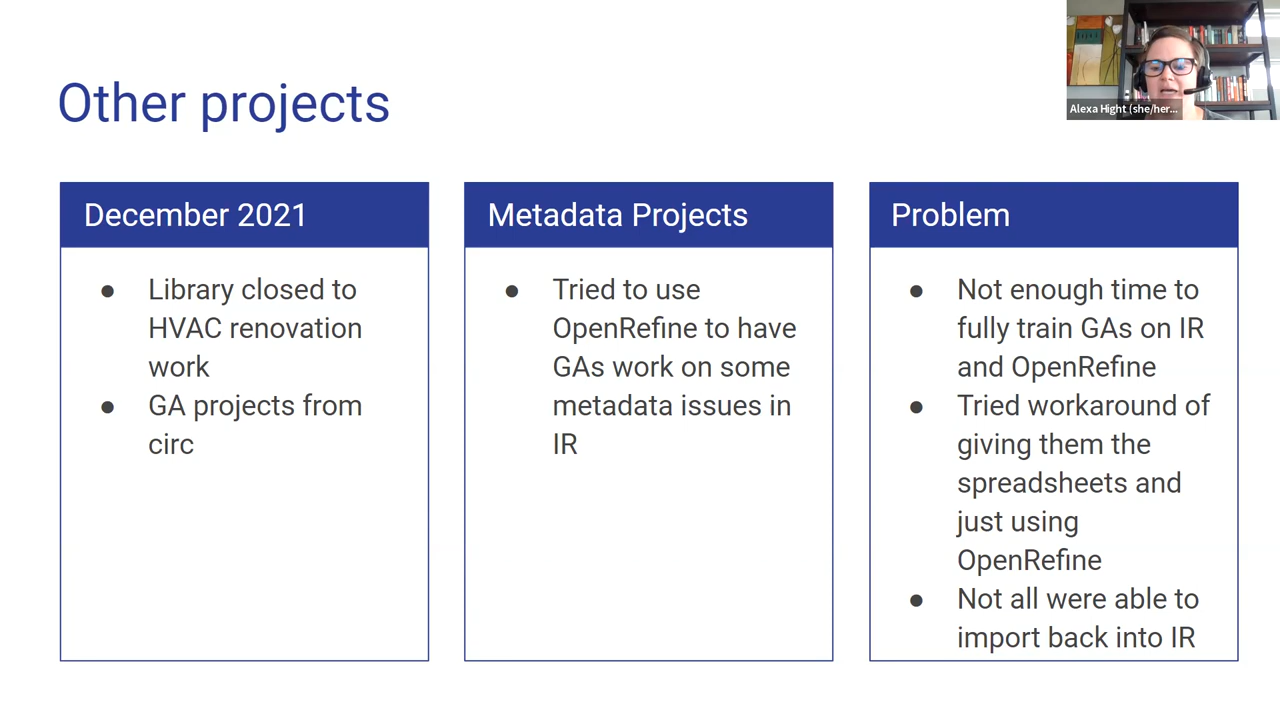 Other projects
Alexa Hight (she/her...
December 2021
● Library closed to
HVAC renovation
work
● GA projects from
circ
Metadata Projects
● Tried to use
OpenRefine to have
GAs work on some
metadata issues in
IR
Problem
● Not enough time to
fully train GAs on IR
and OpenRefine
● Tried workaround of
giving them the
spreadsheets and
just using
OpenRefine
● Not all were able to
import back into IR